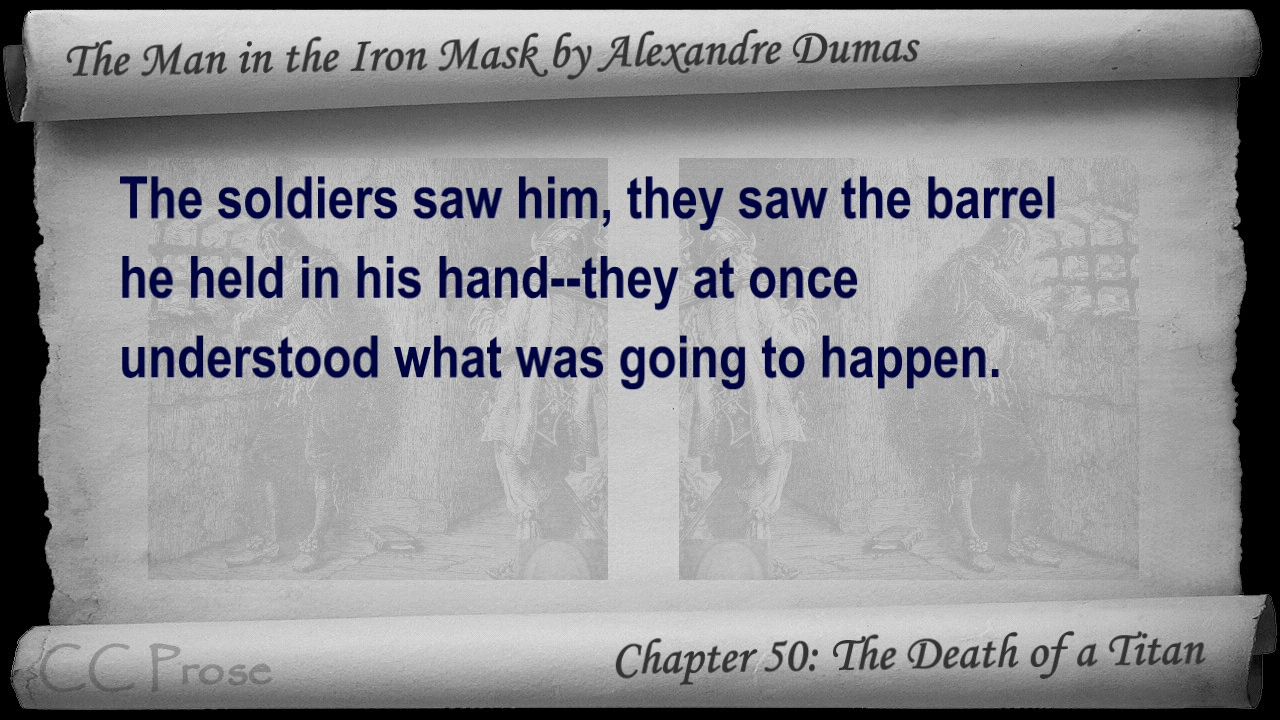 The Man in the Iron Mask by Alexandre Dumas
The soldiers saw him, they saw the barrel
he held in his hand--they at once
understood what was going to happen.
CC Prose
Chapter 50: The Death of a Titan